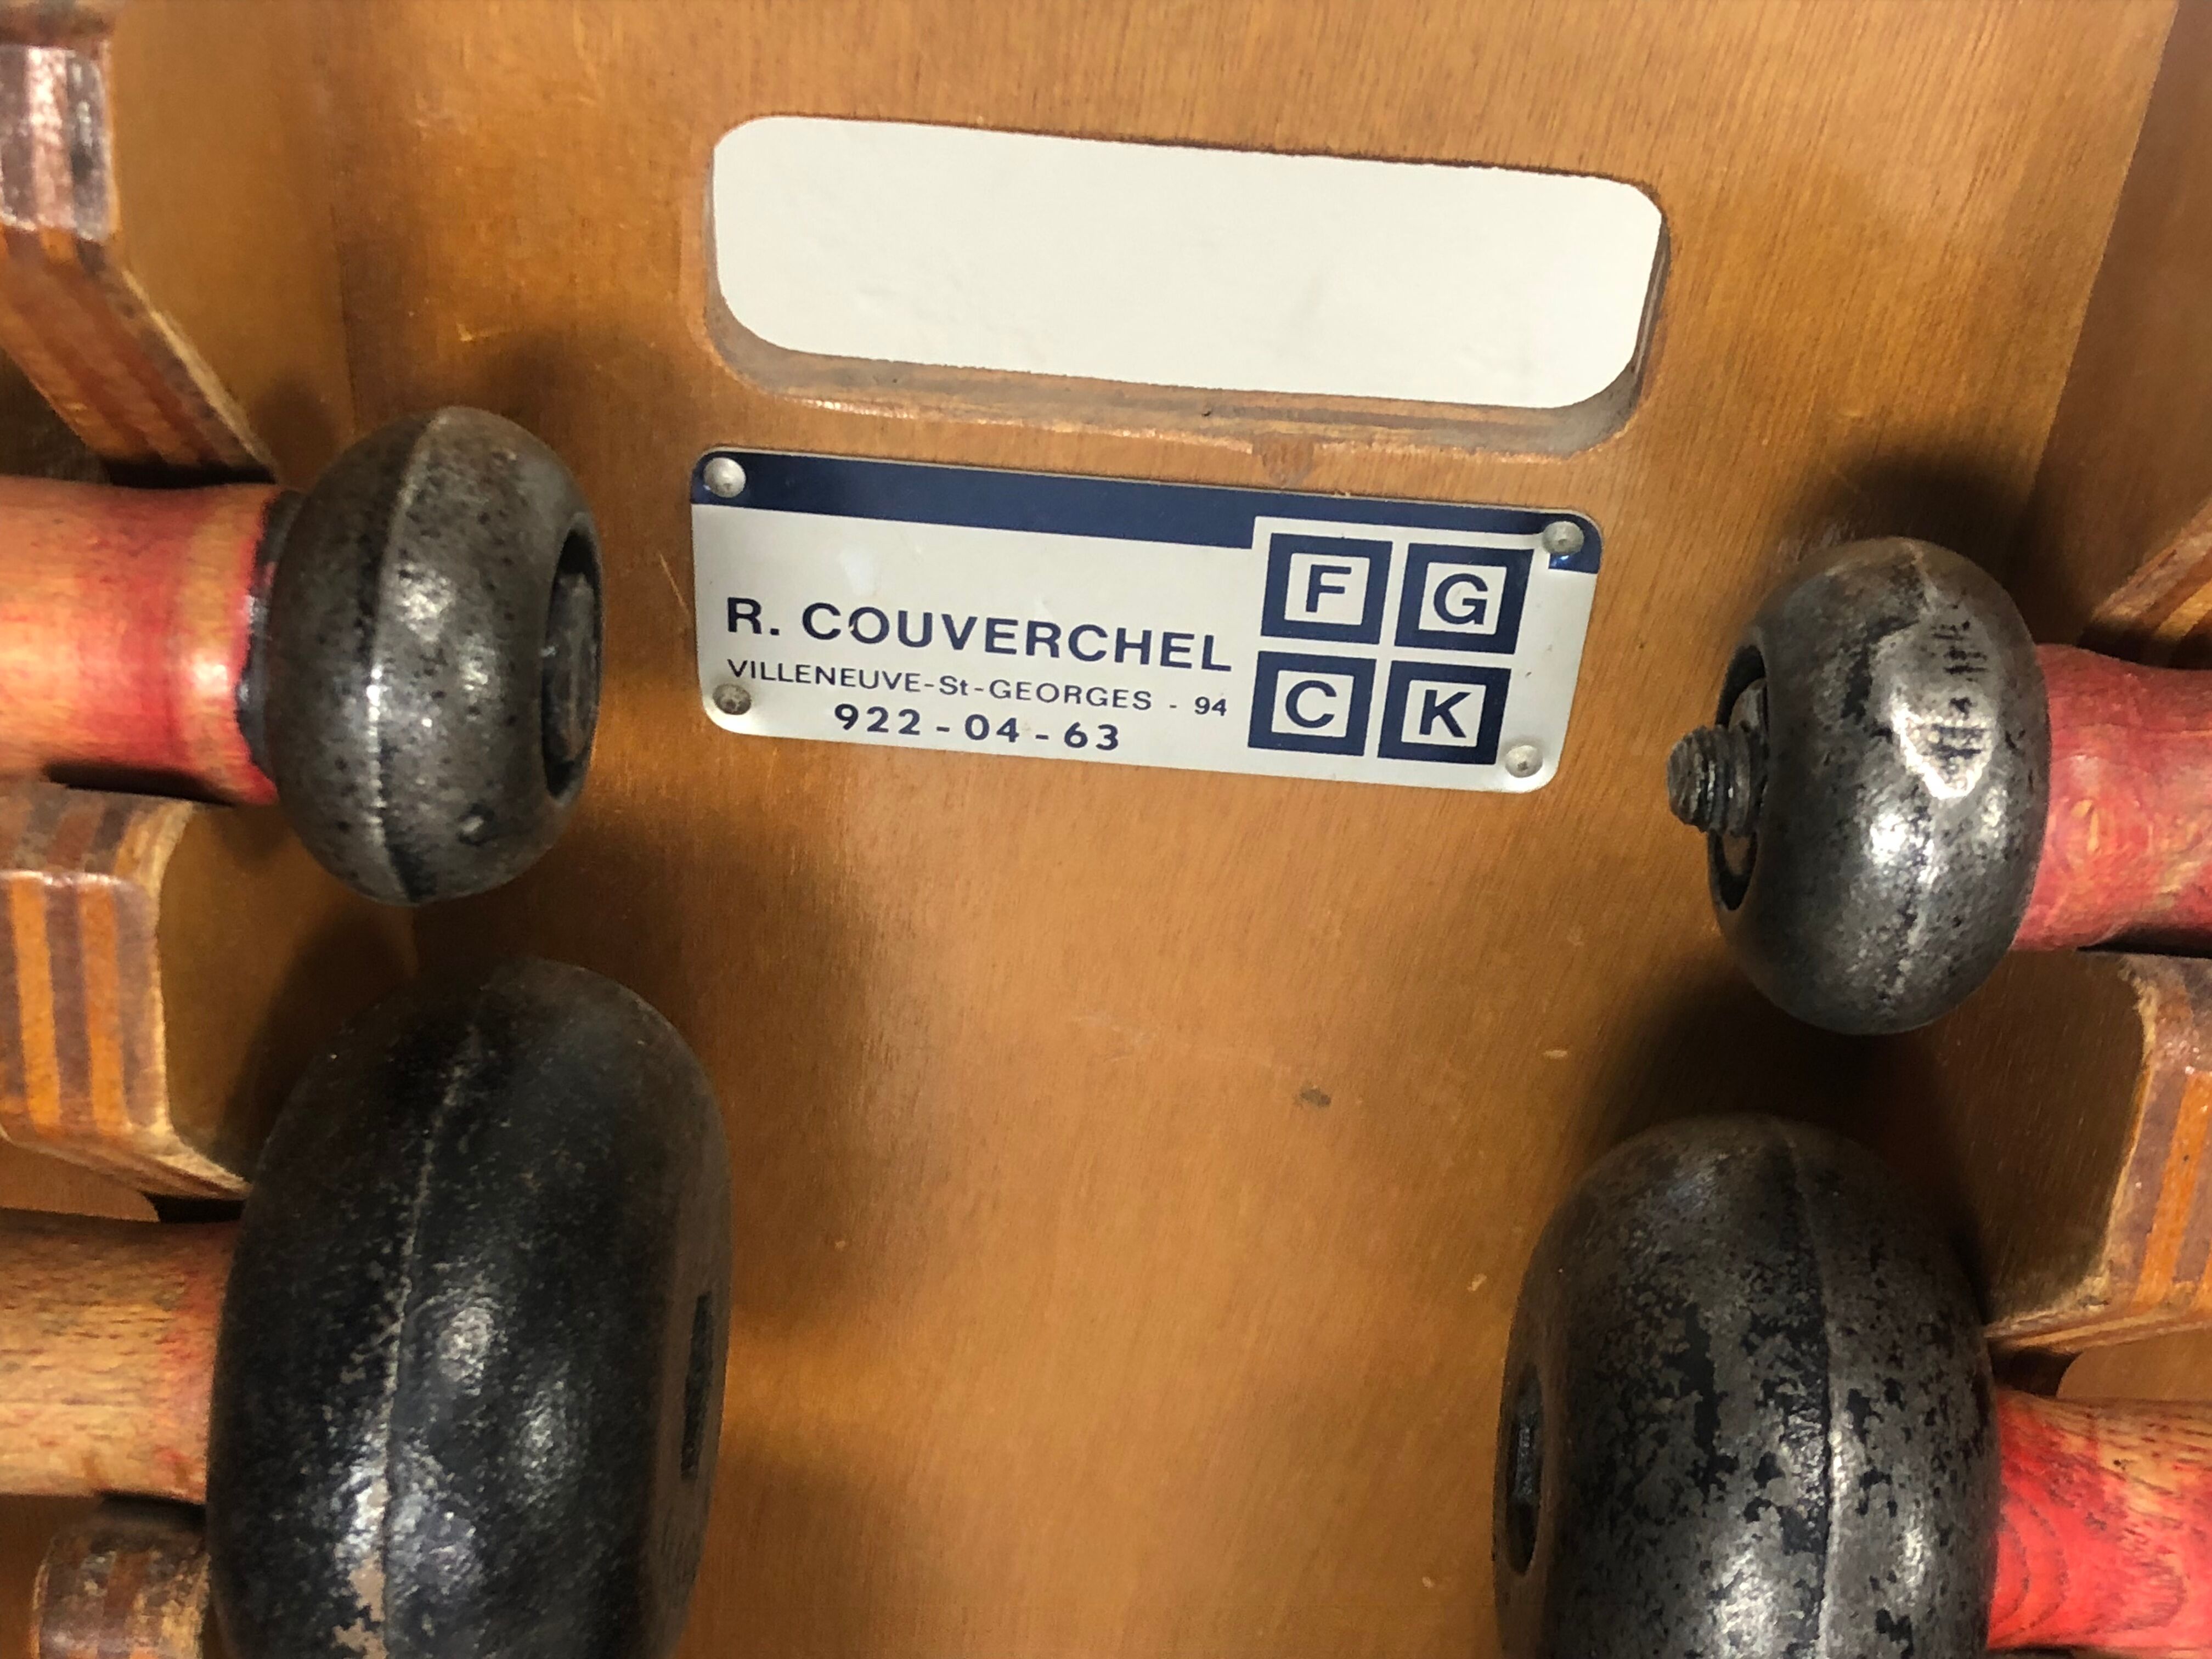 F G
R. COUVERCHEL
C K
VILLENEUVE-St-GEORGES - 94
922-04-63